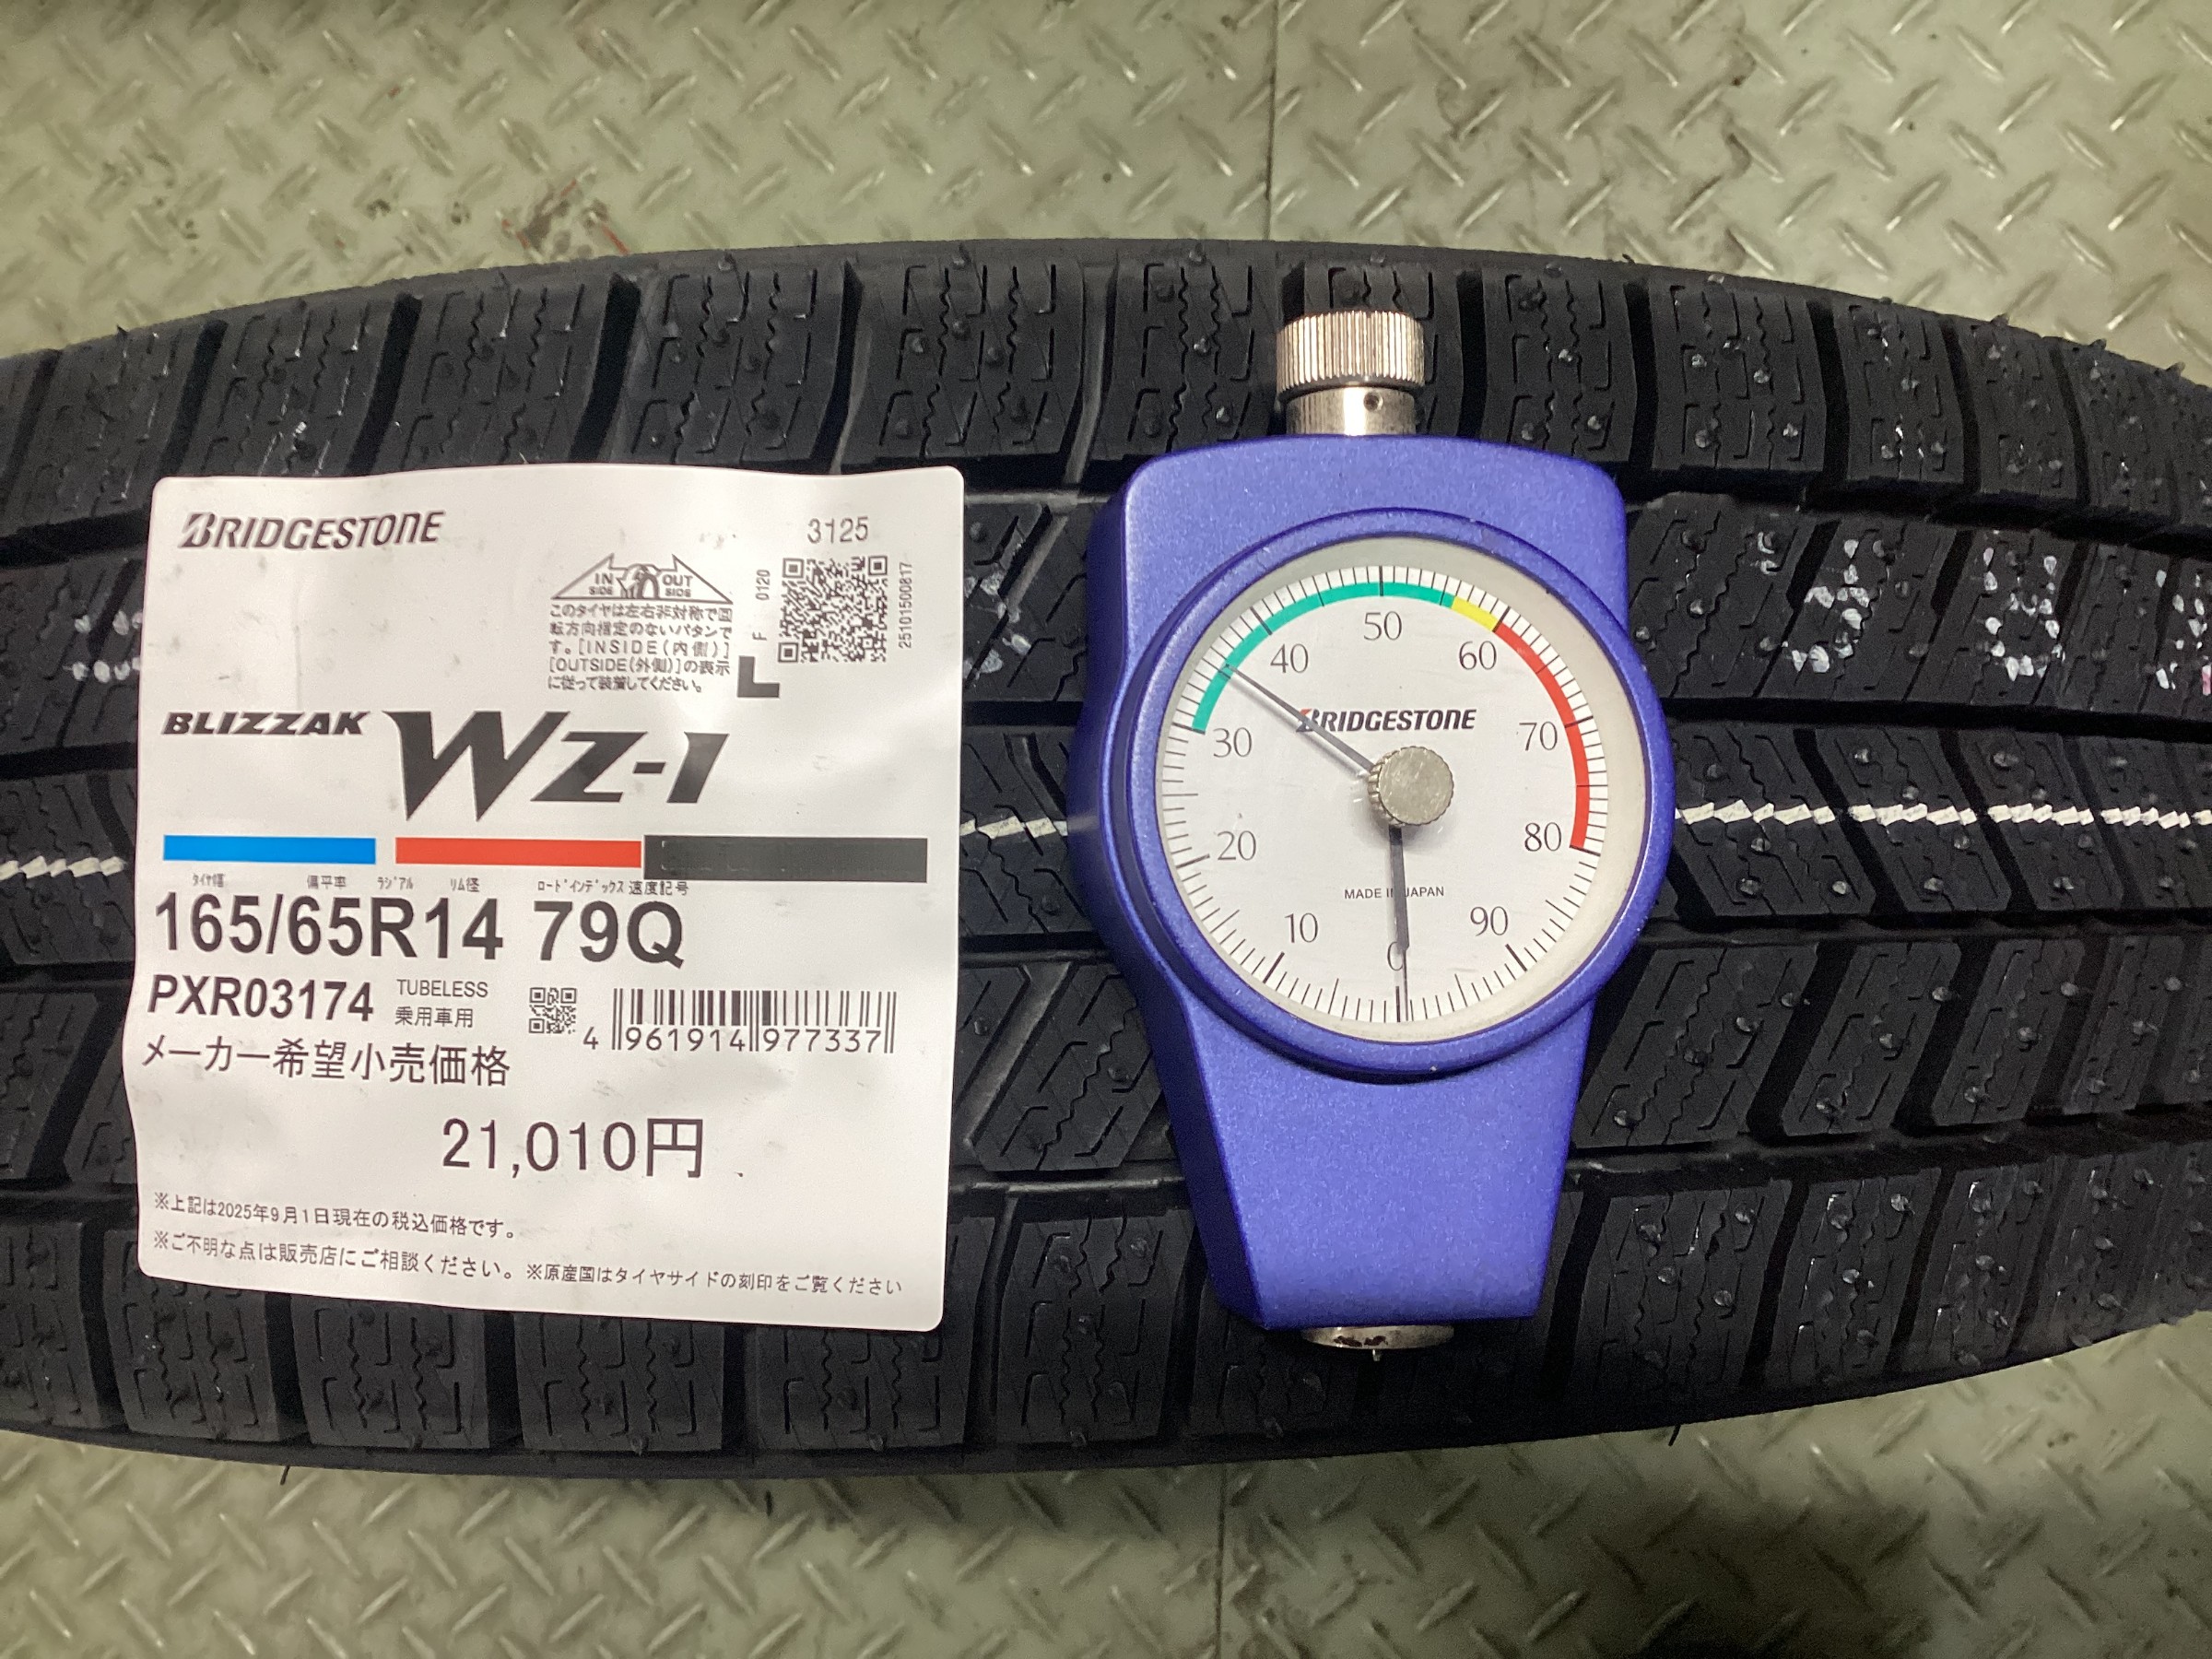 BRIDGESTONE
3125
IN SIDE
OUT SIDE
このタイヤは左右非対称で回
転方向指定のないパタンで
す。[INSIDE(内側)]
[OUTSIDE(外側)]の表示
に従って装着してください。
F 0120
L
25101500817
BLIZZAK WZ-1
タイヤ幅 偏平率 ラジアル リム径 ロードインデックス 速度記号
165/65R14 79Q
PXR03174
TUBELESS
乗用車用
4 961914 977337
メーカー希望小売価格
21,010円
※上記は2025年9月1日現在の税込価格です。
※ご不明な点は販売店にご相談ください。※原産国はタイヤサイドの刻印をご覧ください
0
10
20
30
40
50
60
70
80
90
BRIDGESTONE
MADE IN JAPAN